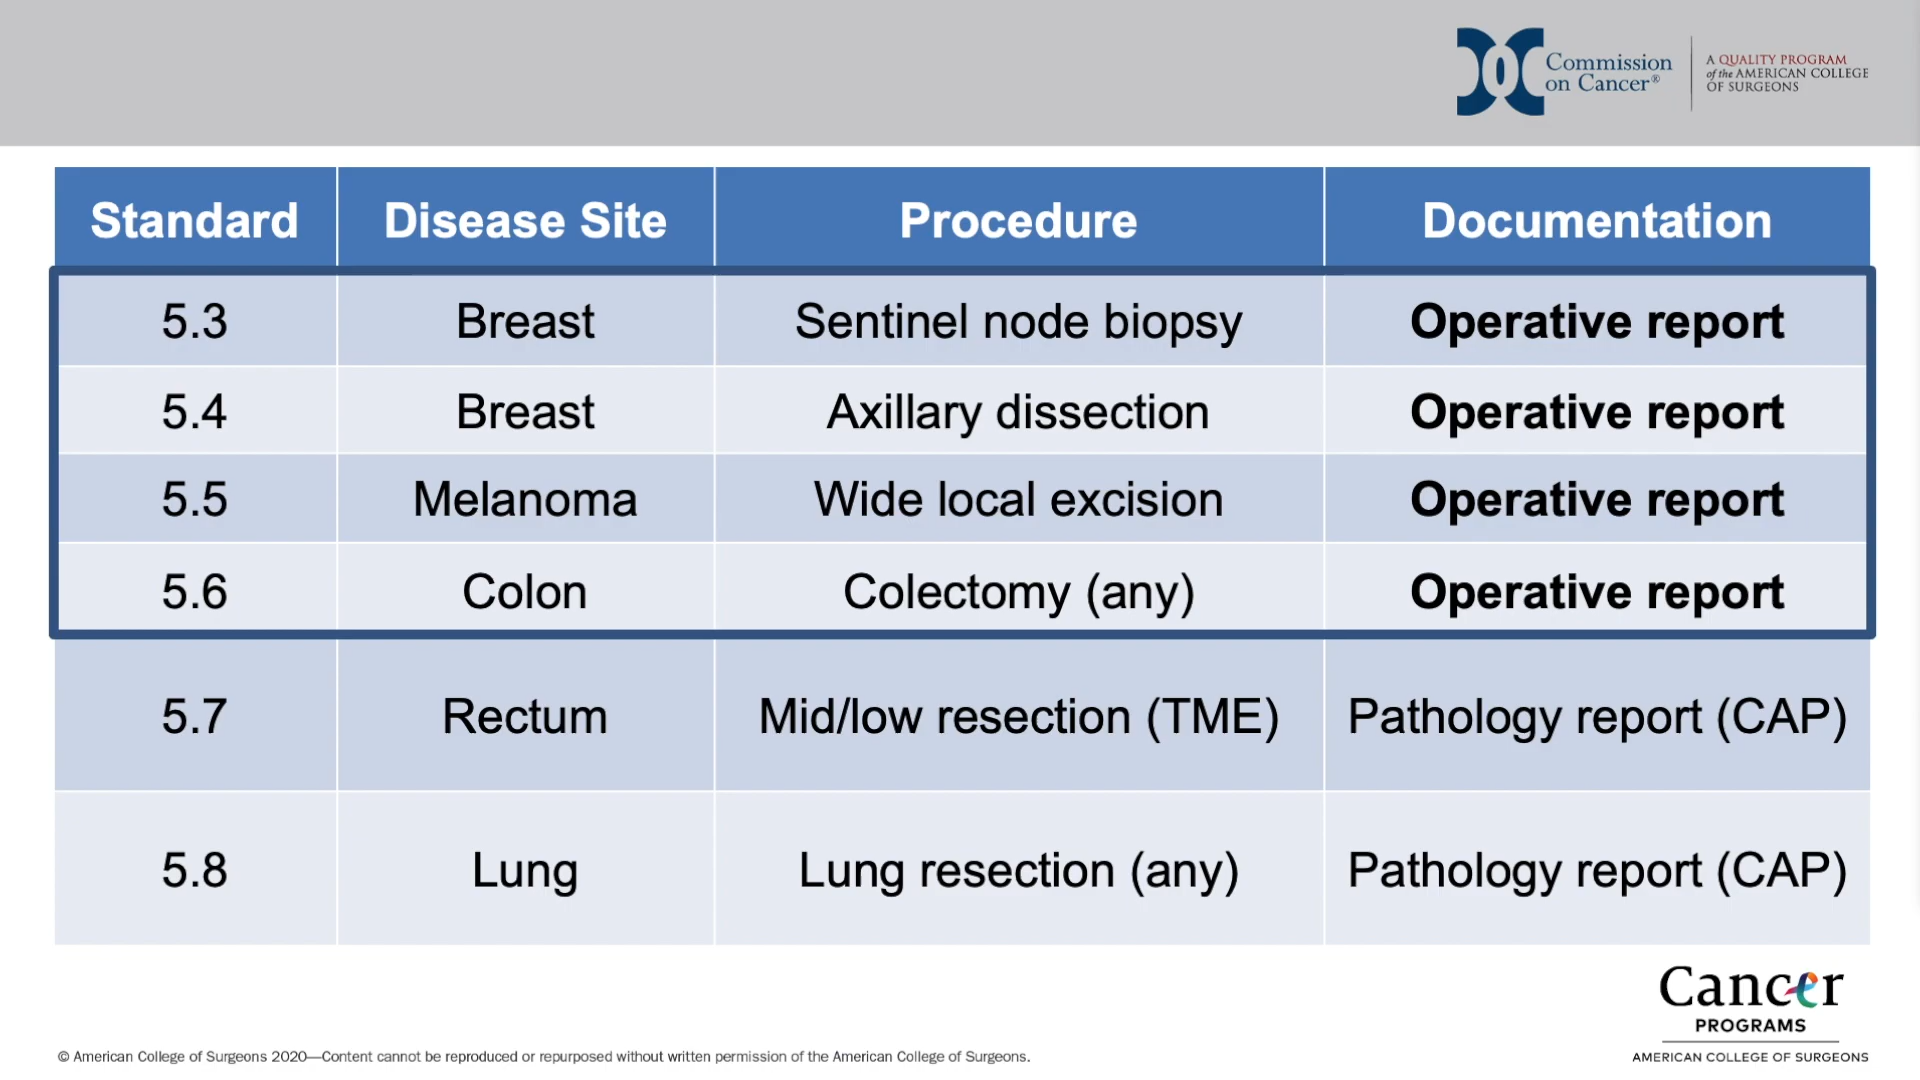 Commission
on Cancer®
A QUALITY PROGRAM
of the AMERICAN COLLEGE
OF SURGEONS
Standard Disease Site Procedure Documentation
5.3 Breast Sentinel node biopsy Operative report
5.4 Breast Axillary dissection Operative report
5.5 Melanoma Wide local excision Operative report
5.6 Colon Colectomy (any) Operative report
5.7 Rectum Mid/low resection (TME) Pathology report (CAP)
5.8 Lung Lung resection (any) Pathology report (CAP)
Cancer
PROGRAMS
AMERICAN COLLEGE OF SURGEONS
© American College of Surgeons 2020—Content cannot be reproduced or repurposed without written permission of the American College of Surgeons.